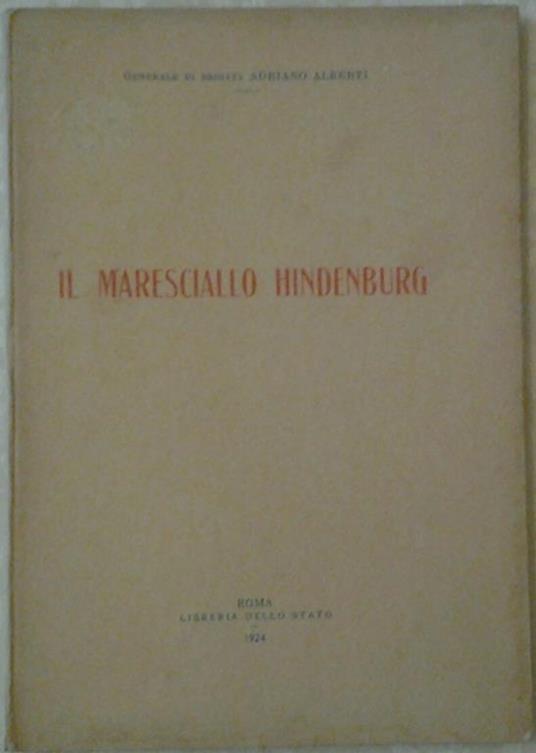 GENERALE DI BRIGATA ADRIANO ALBERTI
IL MARESCIALLO HINDENBURG
ROMA
LIBRERIA DELLO STATO
1924